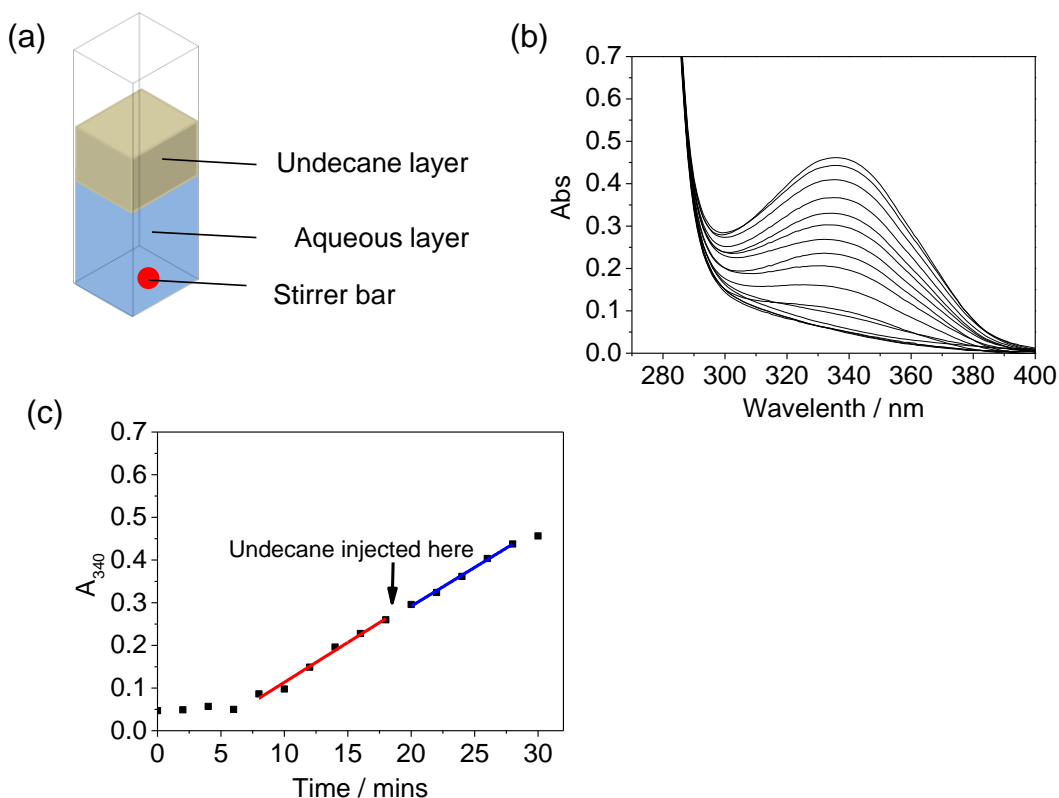 (a)
Undecane layer
Aqueous layer
Stirrer bar
(b)
0.7
0.6
0.5
0.4
0.3
0.2
0.1
0.0
Abs
280 300 320 340 360 380 400
Wavelenth / nm
(c)
0.7
0.6
0.5
0.4
0.3
0.2
0.1
0.0
A340
Undecane injected here
0 5 10 15 20 25 30
Time / mins